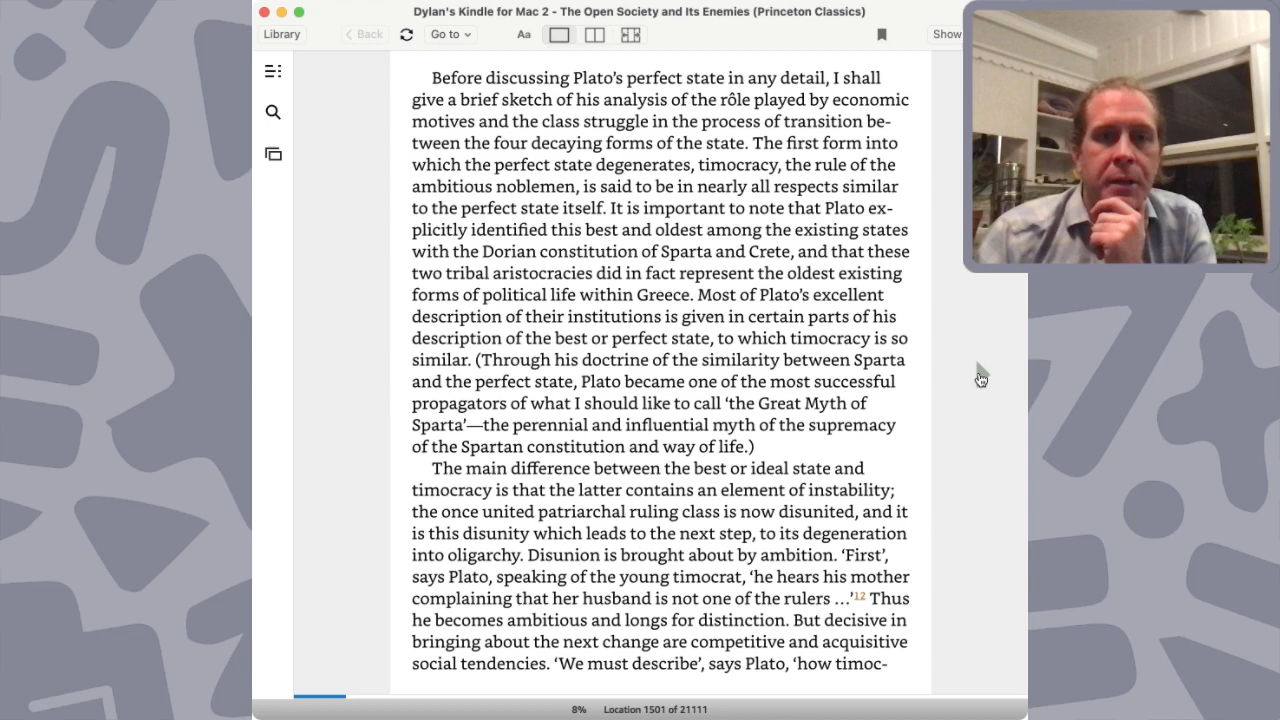 Dylan's Kindle for Mac 2 - The Open Society and Its Enemies (Princeton Classics)
Library
Back
Go to
Aa
Show
Before discussing Plato's perfect state in any detail, I shall
give a brief sketch of his analysis of the rôle played by economic
motives and the class struggle in the process of transition be-
tween the four decaying forms of the state. The first form into
which the perfect state degenerates, timocracy, the rule of the
ambitious noblemen, is said to be in nearly all respects similar
to the perfect state itself. It is important to note that Plato ex-
plicitly identified this best and oldest among the existing states
with the Dorian constitution of Sparta and Crete, and that these
two tribal aristocracies did in fact represent the oldest existing
forms of political life within Greece. Most of Plato's excellent
description of their institutions is given in certain parts of his
description of the best or perfect state, to which timocracy is so
similar. (Through his doctrine of the similarity between Sparta
and the perfect state, Plato became one of the most successful
propagators of what I should like to call ‘the Great Myth of
Sparta’—the perennial and influential myth of the supremacy
of the Spartan constitution and way of life.)
The main difference between the best or ideal state and
timocracy is that the latter contains an element of instability;
the once united patriarchal ruling class is now disunited, and it
is this disunity which leads to the next step, to its degeneration
into oligarchy. Disunion is brought about by ambition. ‘First’,
says Plato, speaking of the young timocrat, ‘he hears his mother
complaining that her husband is not one of the rulers ...’12 Thus
he becomes ambitious and longs for distinction. But decisive in
bringing about the next change are competitive and acquisitive
social tendencies. ‘We must describe’, says Plato, ‘how timoc-
8% Location 1501 of 21111